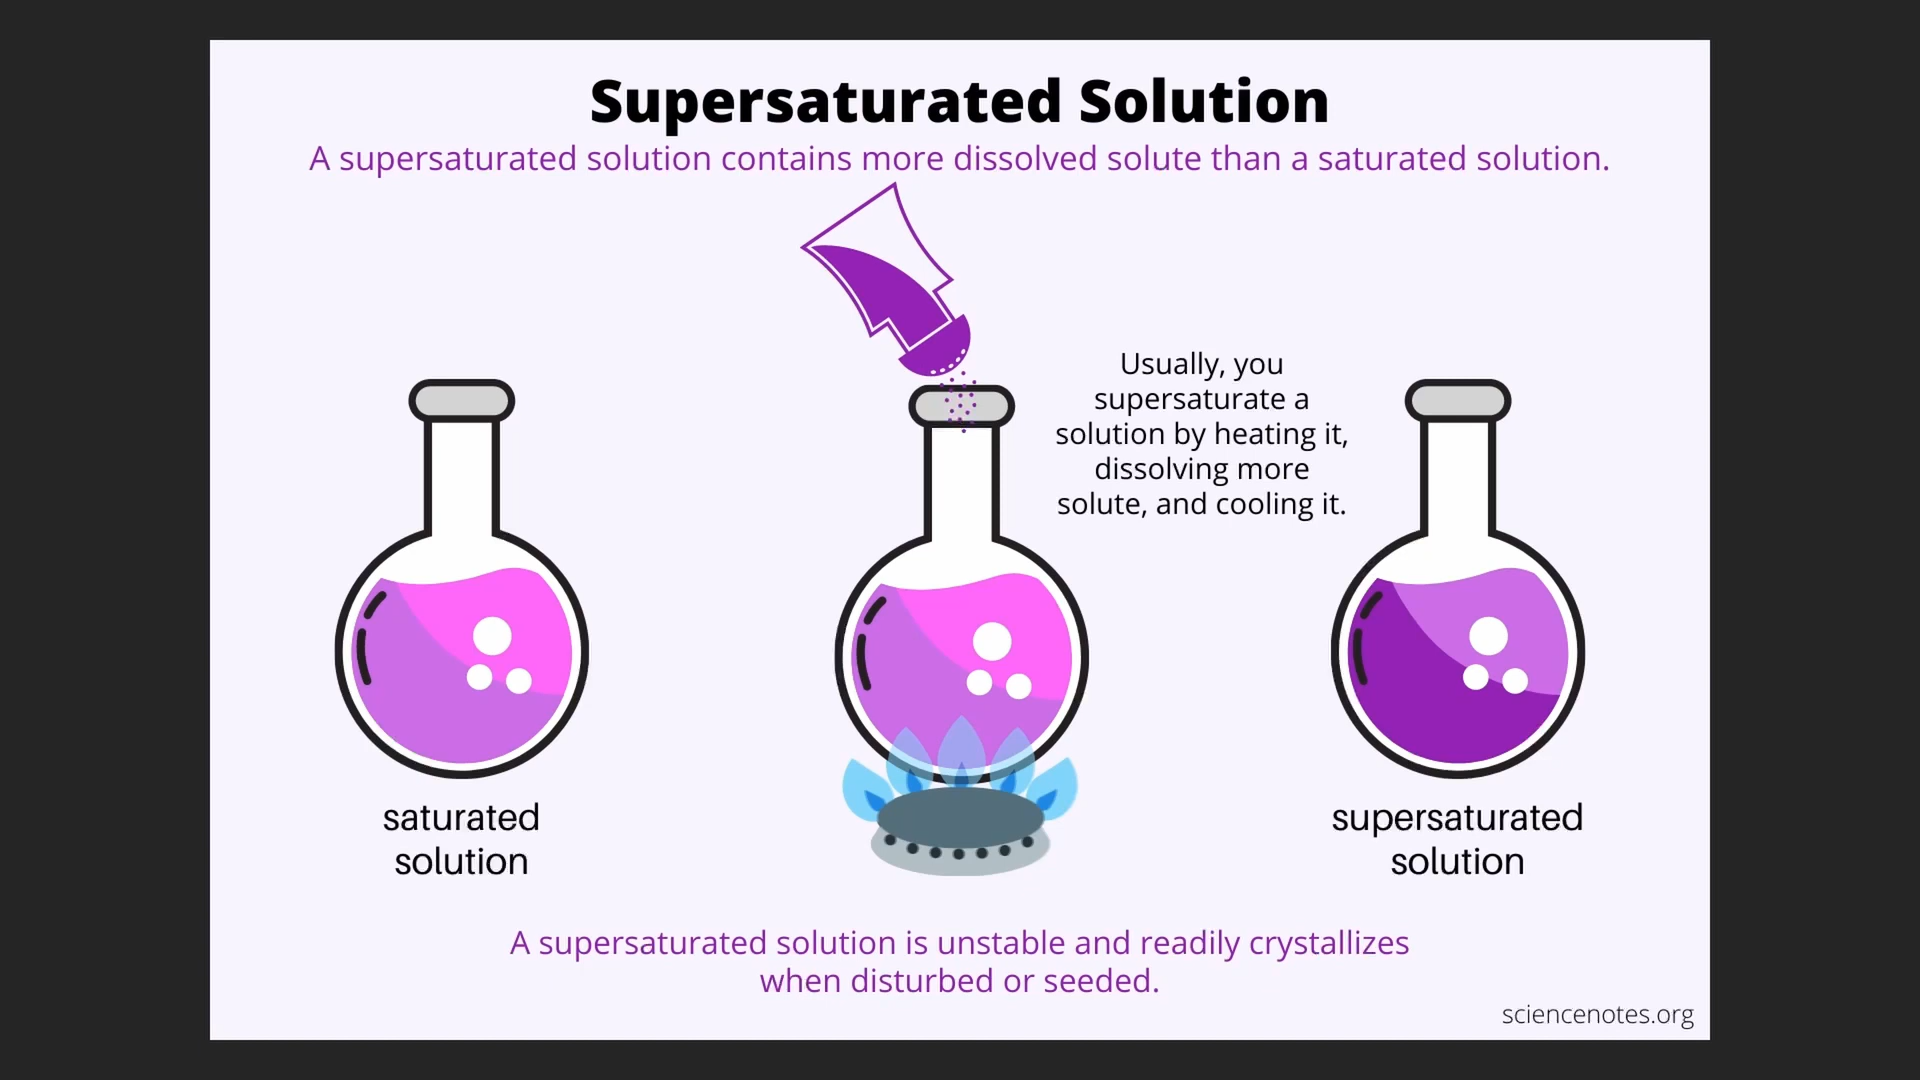 Supersaturated Solution
A supersaturated solution contains more dissolved solute than a saturated solution.
Usually, you
supersaturate a
solution by heating it,
dissolving more
solute, and cooling it.
saturated
solution
supersaturated
solution
A supersaturated solution is unstable and readily crystallizes
when disturbed or seeded.
sciencenotes.org